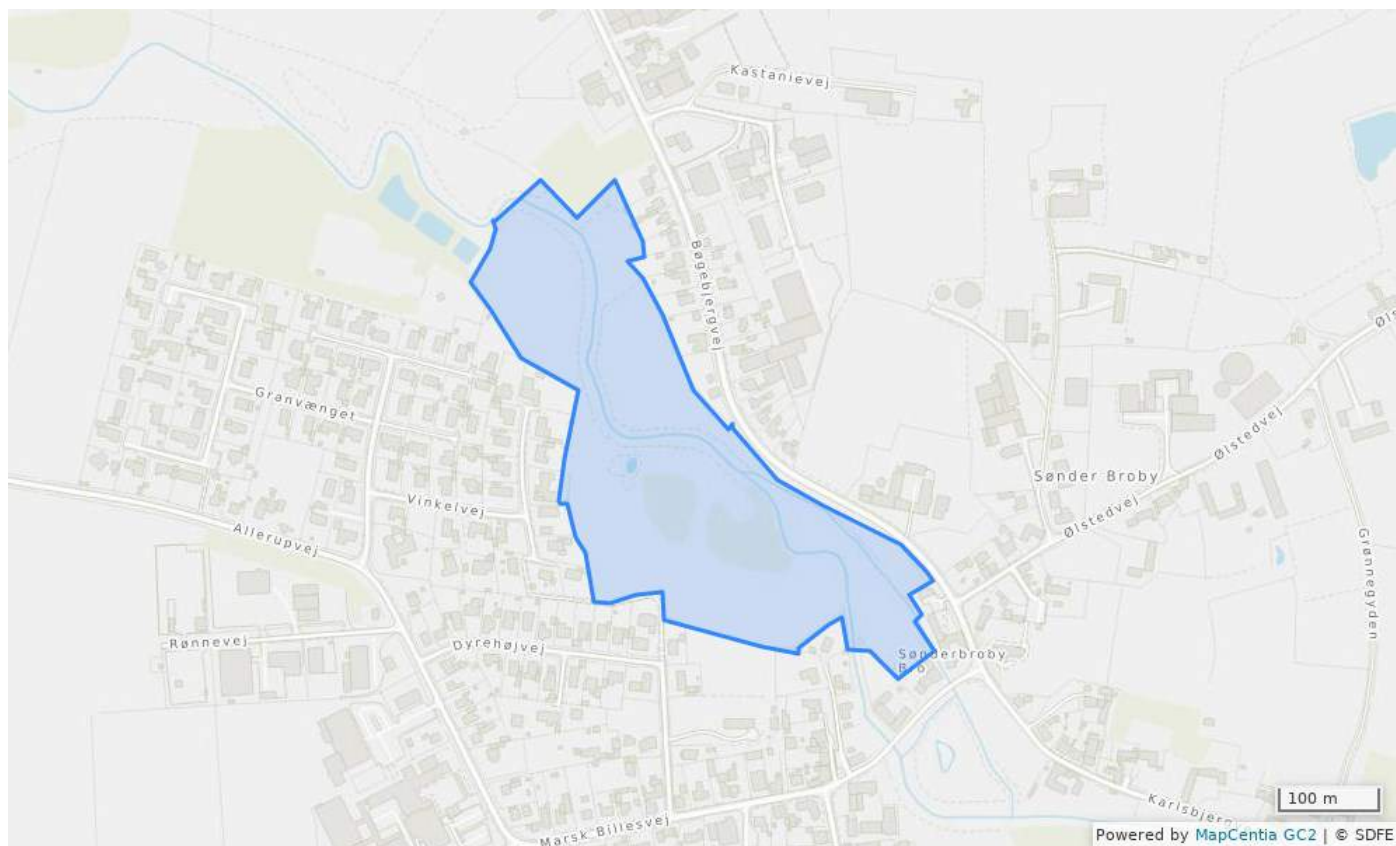 Kastanievej
Bøgebjergvej
Granvænget
Sønder Broby
Ølstedvej
Vinkelvej
Ølstedvej
Allerupvej
Grønnegyden
Rønnevej
Dyrehøjvej
Sønderbroby
Karlsbjerg
Marsk Billesvej
100 m
Powered by MapCentia GC2 | © SDFE